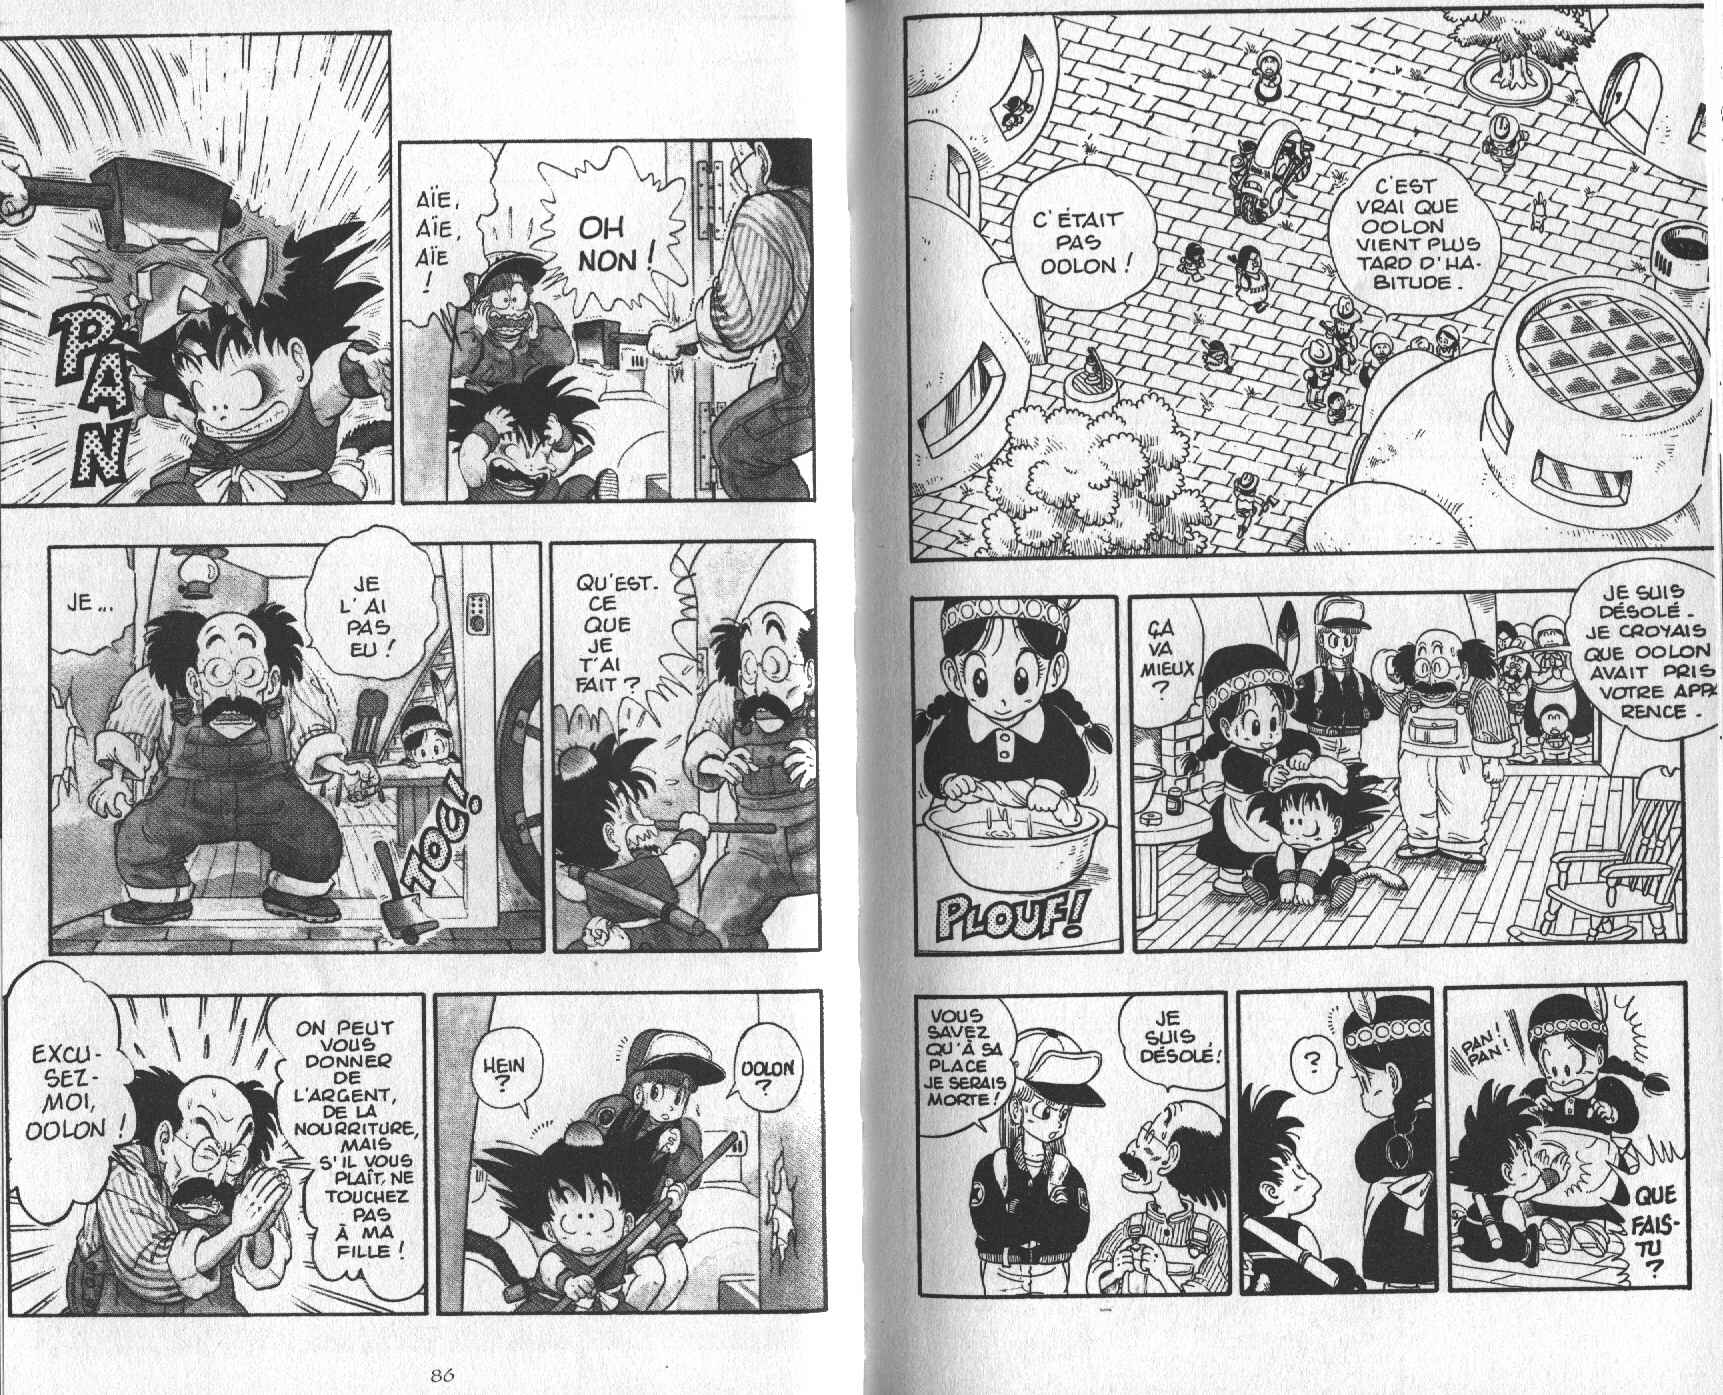 PAN
AÏE,
AÏE,
AÏE
!
OH
NON !
JE ...
JE
L'AI
PAS
EU !
TOC!
QU'EST-
CE
QUE
JE
T'AI
FAIT ?
EXCU-
SEZ-
MOI,
OOLON !
ON PEUT
VOUS
DONNER
DE
L'ARGENT,
DE LA
NOURRITURE,
MAIS
S'IL VOUS
PLAÎT, NE
TOUCHEZ
PAS
À MA
FILLE !
HEIN
?
OOLON
?
86
C'ÉTAIT
PAS
OOLON !
C'EST
VRAI QUE
OOLON
VIENT PLUS
TARD D'HA-
BITUDE.
PLOUF!
ÇA
VA
MIEUX
?
JE SUIS
DÉSOLÉ.
JE CROYAIS
QUE OOLON
AVAIT PRIS
VOTRE APPA-
RENCE.
VOUS
SAVEZ
QU'À SA
PLACE
JE SERAIS
MORTE !
JE
SUIS
DÉSOLÉ!
?
PAN!
PAN!
QUE
FAIS-
TU
?